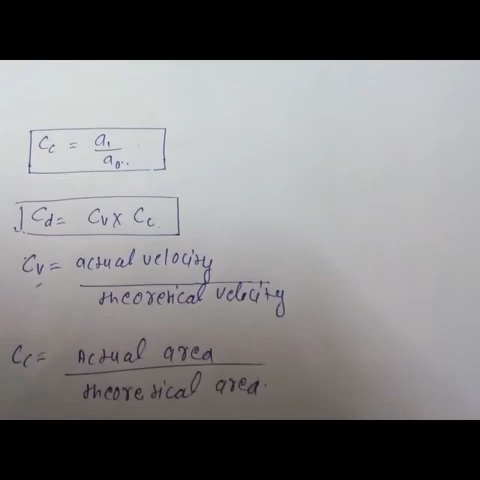 Cc = a1/a0
Cd = Cv x Cc
Cv = actual velocity
theoretical velocity
Cc = Actual area
theoretical area.